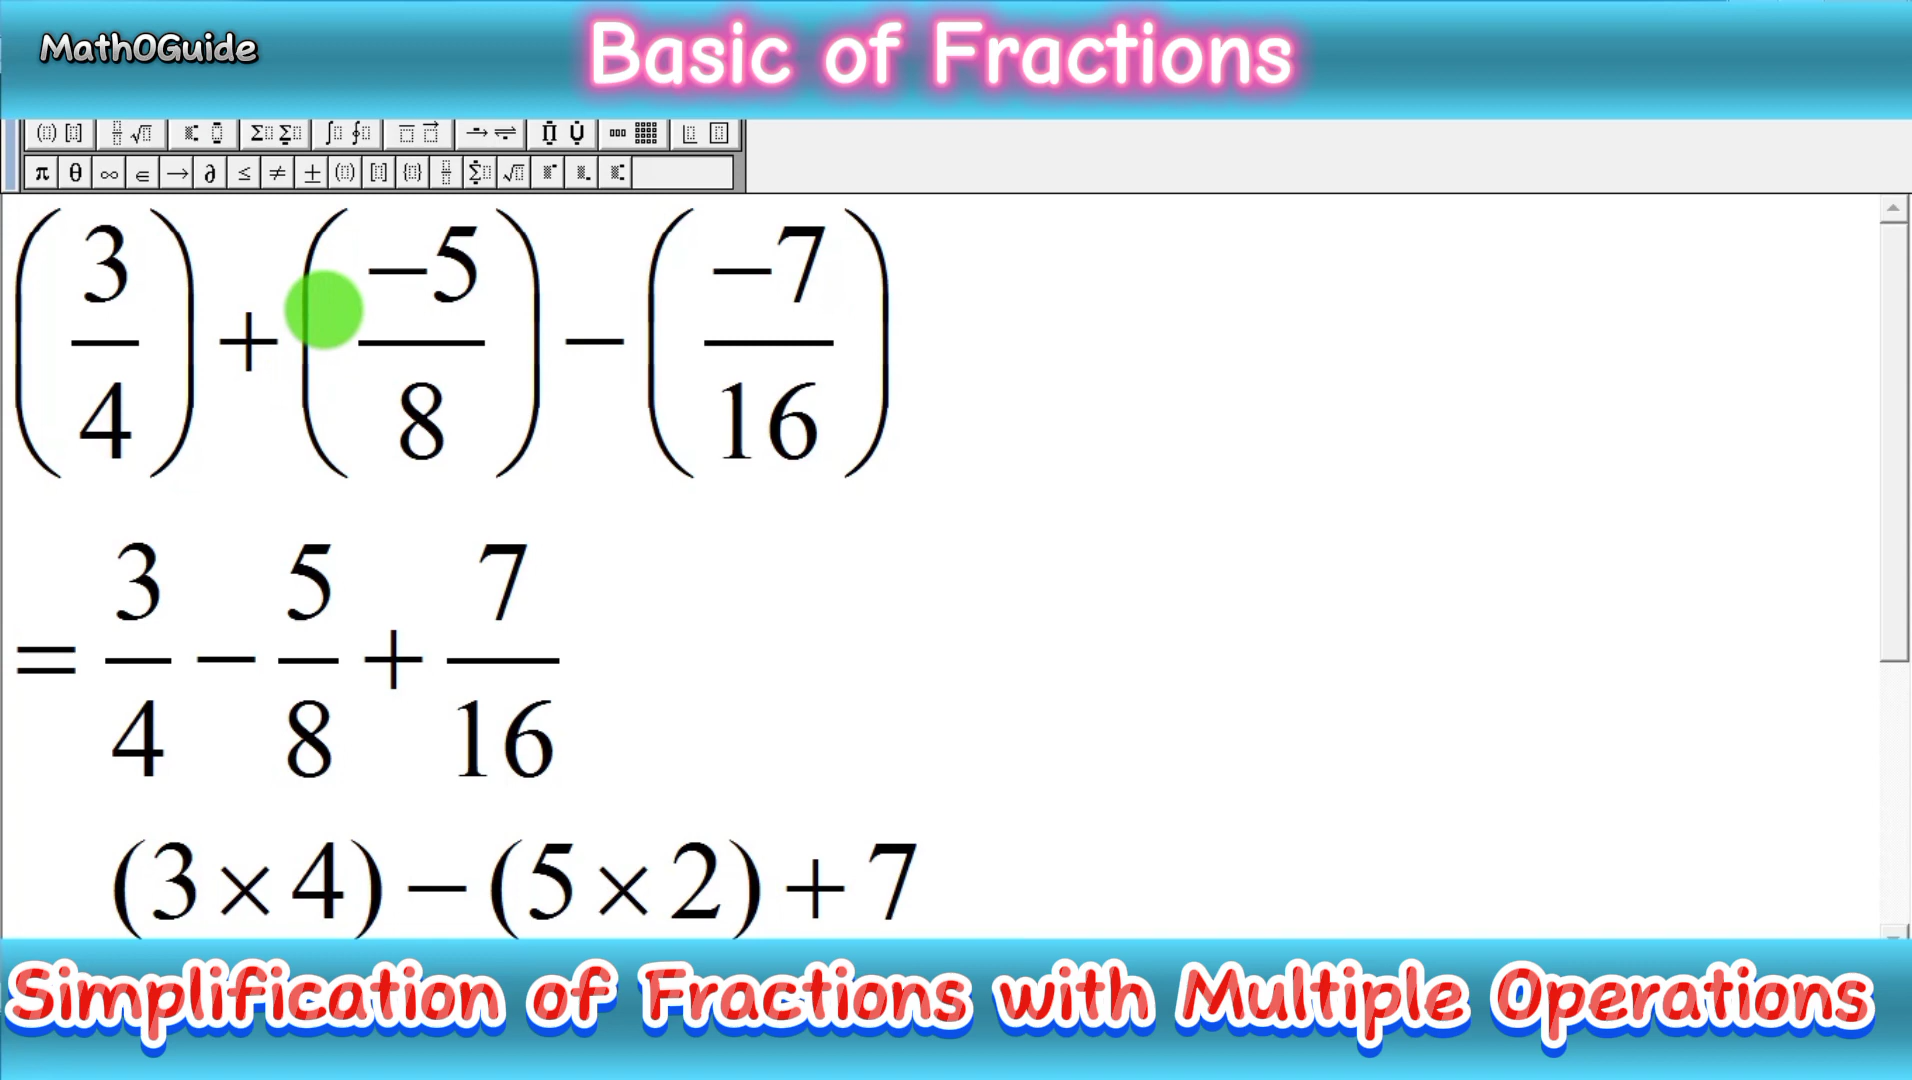 MathOGuide
Basic of Fractions
π θ ∞ ∈ → ∂ ≤ ≠ ±
(3/4) + (-5/8) - (-7/16)
= 3/4 - 5/8 + 7/16
(3 × 4) - (5 × 2) + 7
Simplification of Fractions with Multiple Operations